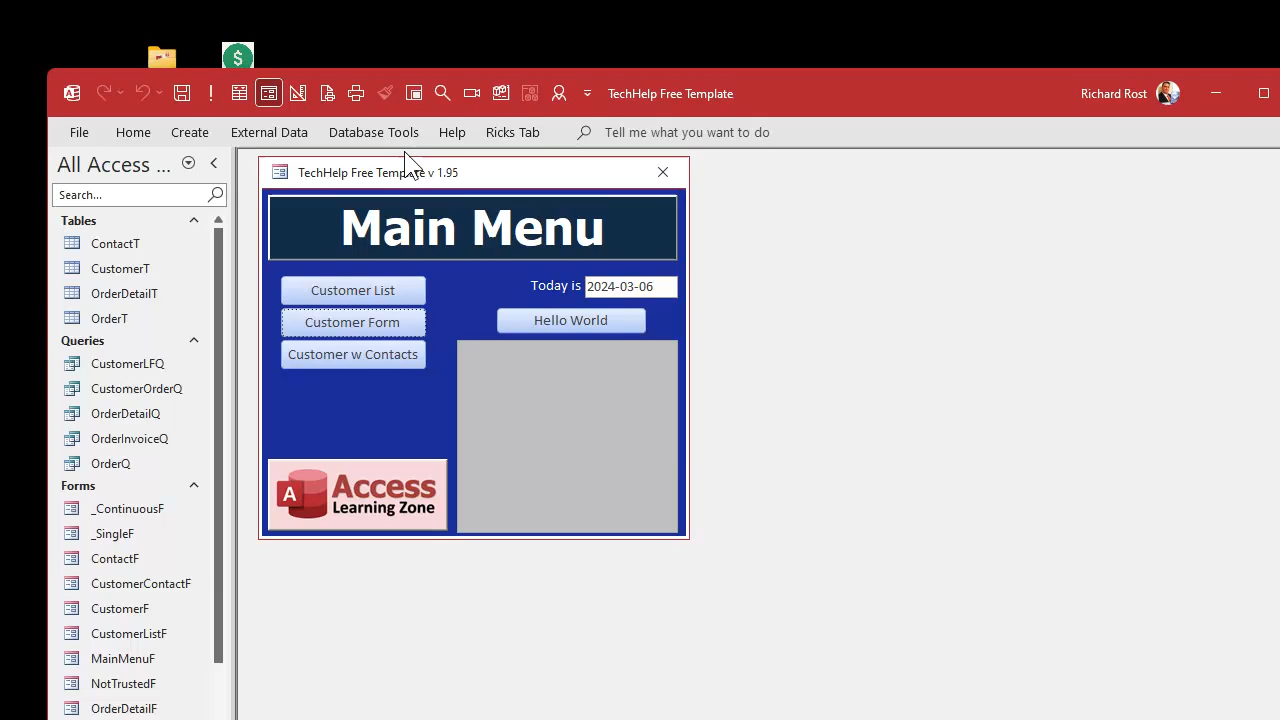 TechHelp Free Template
Richard Rost
File Home Create External Data Database Tools Help Ricks Tab Tell me what you want to do
All Access ...
Search...
Tables
ContactT
CustomerT
OrderDetailT
OrderT
Queries
CustomerLFQ
CustomerOrderQ
OrderDetailQ
OrderInvoiceQ
OrderQ
Forms
_ContinuousF
_SingleF
ContactF
CustomerContactF
CustomerF
CustomerListF
MainMenuF
NotTrustedF
OrderDetailF
TechHelp Free Template v 1.95
Main Menu
Customer List
Customer Form
Customer w Contacts
Today is 2024-03-06
Hello World
A Access
Learning Zone